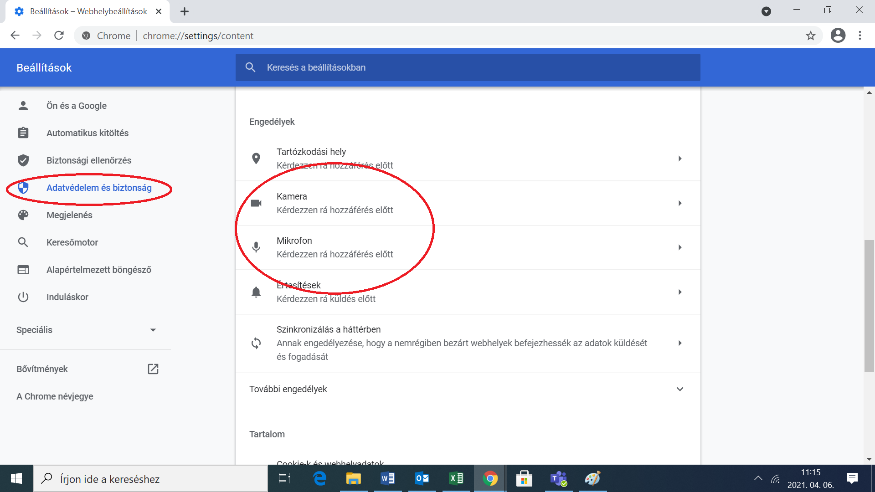 Beállítások – Webhelybeállítások
Chrome | chrome://settings/content
Beállítások
Keresés a beállításokban
Ön és a Google
Automatikus kitöltés
Biztonsági ellenőrzés
Adatvédelem és biztonság
Megjelenés
Keresőmotor
Alapértelmezett böngésző
Induláskor
Speciális
Bővítmények
A Chrome névjegye
Engedélyek
Tartózkodási hely
Kérdezzen rá hozzáférés előtt
Kamera
Kérdezzen rá hozzáférés előtt
Mikrofon
Kérdezzen rá hozzáférés előtt
Értesítések
Kérdezzen rá küldés előtt
Szinkronizálás a háttérben
Annak engedélyezése, hogy a nemrégiben bezárt webhelyek befejezhessék az adatok küldését
és fogadását
További engedélyek
Tartalom
Cookie-k és webhelyadatok
Írjon ide a kereséshez
11:15
2021. 04. 06.